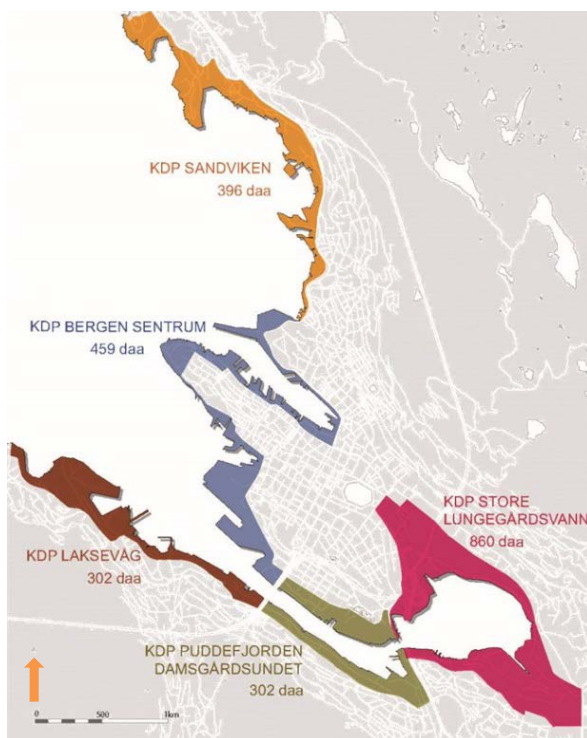 KDP SANDVIKEN
396 daa
KDP BERGEN SENTRUM
459 daa
KDP STORE
LUNGEGÅRDSVANN
860 daa
KDP LAKSEVÅG
302 daa
KDP PUDDEFJORDEN
DAMSGÅRDSUNDET
302 daa
0 500 1km